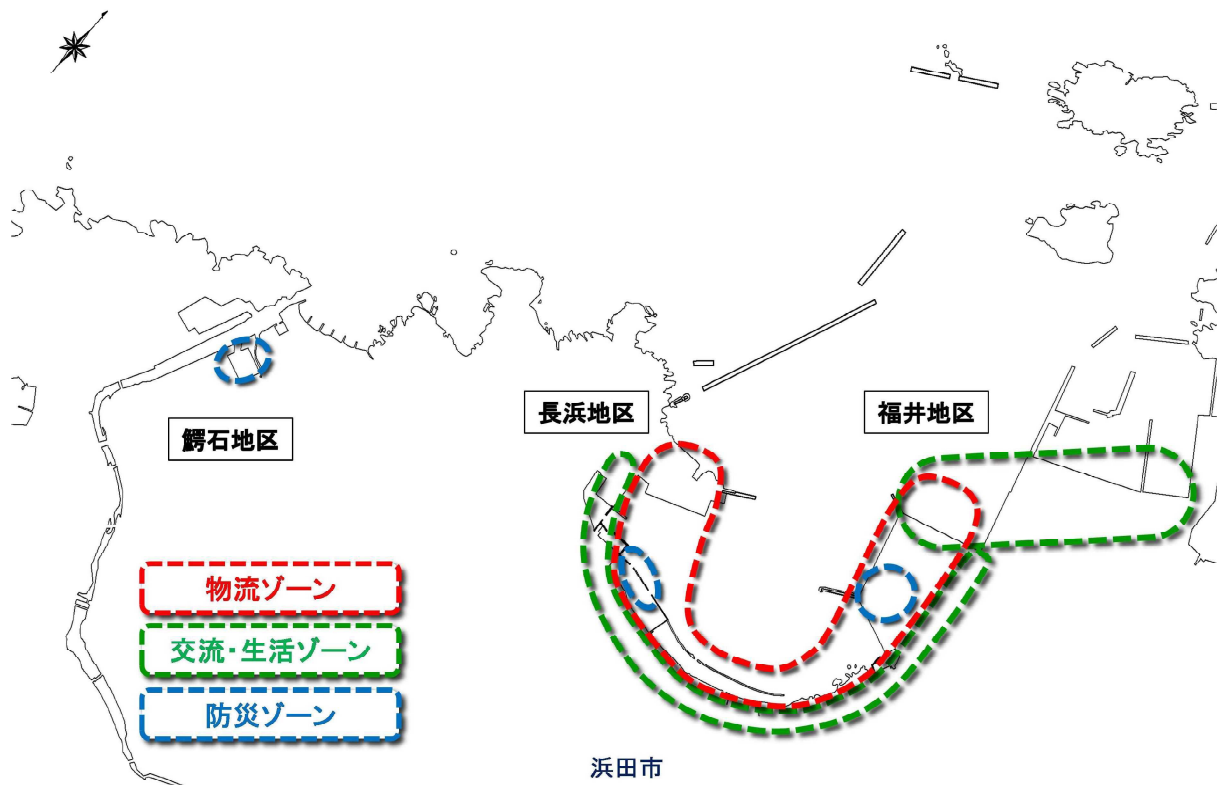 長浜地区
福井地区
鰐石地区
物流ゾーン
交流・生活ゾーン
防災ゾーン
浜田市